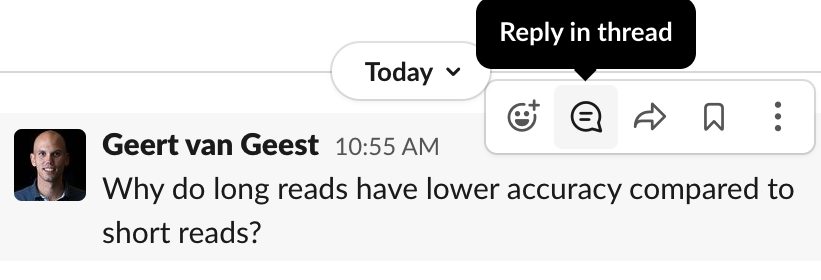 Reply in thread
Today
Geert van Geest 10:55 AM
Why do long reads have lower accuracy compared to
short reads?